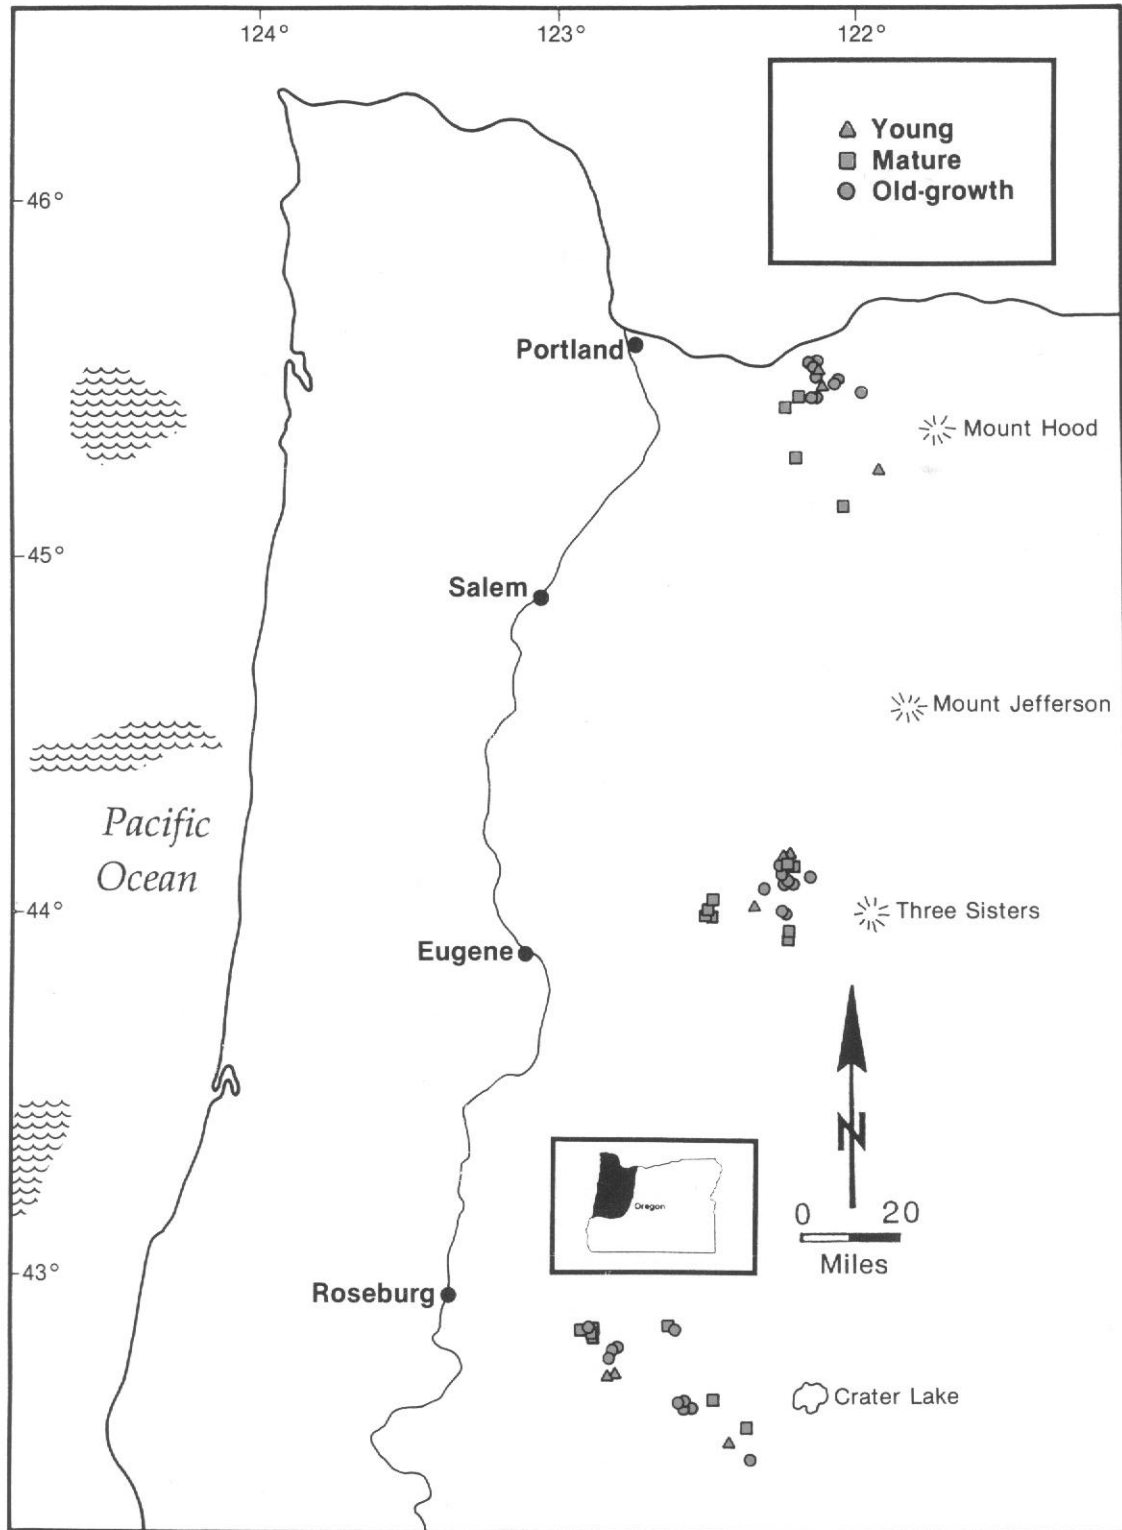 124°
123°
122°
Young
Mature
Old-growth
46°
Portland
Mount Hood
45°
Salem
Mount Jefferson
Pacific
Ocean
44°
Three Sisters
Eugene
N
Oregon
0 20
Miles
43°
Roseburg
Crater Lake